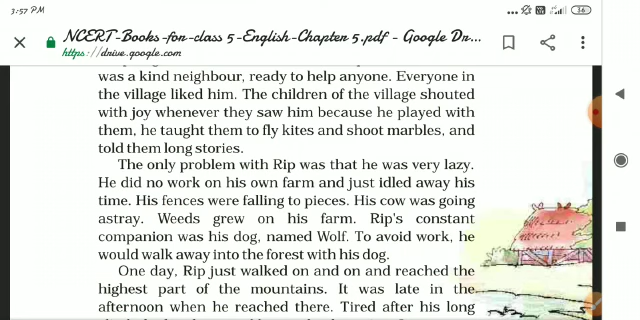 3:57 PM
36
NCERT-Books-for-class 5-English-Chapter 5.pdf - Google Dr...
https://drive.google.com
was a kind neighbour, ready to help anyone. Everyone in
the village liked him. The children of the village shouted
with joy whenever they saw him because he played with
them, he taught them to fly kites and shoot marbles, and
told them long stories.
The only problem with Rip was that he was very lazy.
He did no work on his own farm and just idled away his
time. His fences were falling to pieces. His cow was going
astray. Weeds grew on his farm. Rip's constant
companion was his dog, named Wolf. To avoid work, he
would walk away into the forest with his dog.
One day, Rip just walked on and on and reached the
highest part of the mountains. It was late in the
afternoon when he reached there. Tired after his long